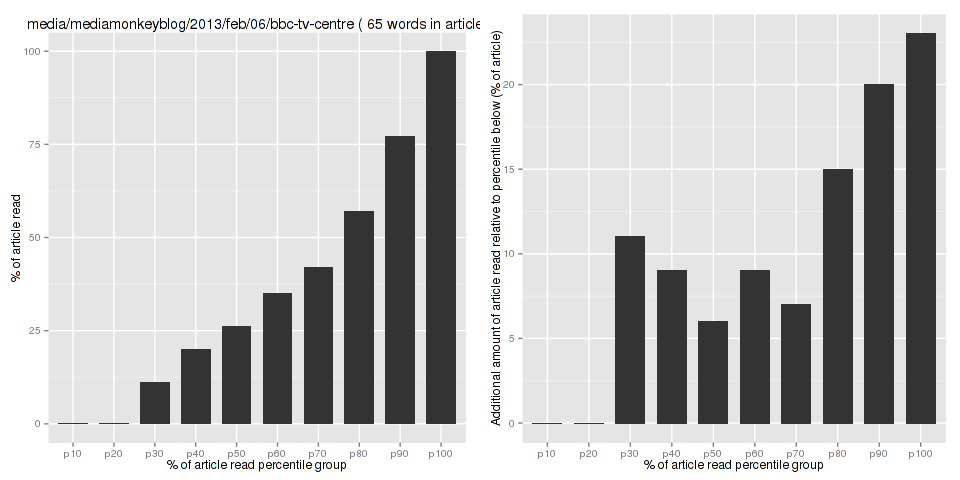 media/mediamonkeyblog/2013/feb/06/bbc-tv-centre ( 65 words in article
% of article read
100
75
50
25
0
p10 p20 p30 p40 p50 p60 p70 p80 p90 p100
% of article read percentile group
Additional amount of article read relative to percentile below (% of article)
20
15
10
5
0
p10 p20 p30 p40 p50 p60 p70 p80 p90 p100
% of article read percentile group